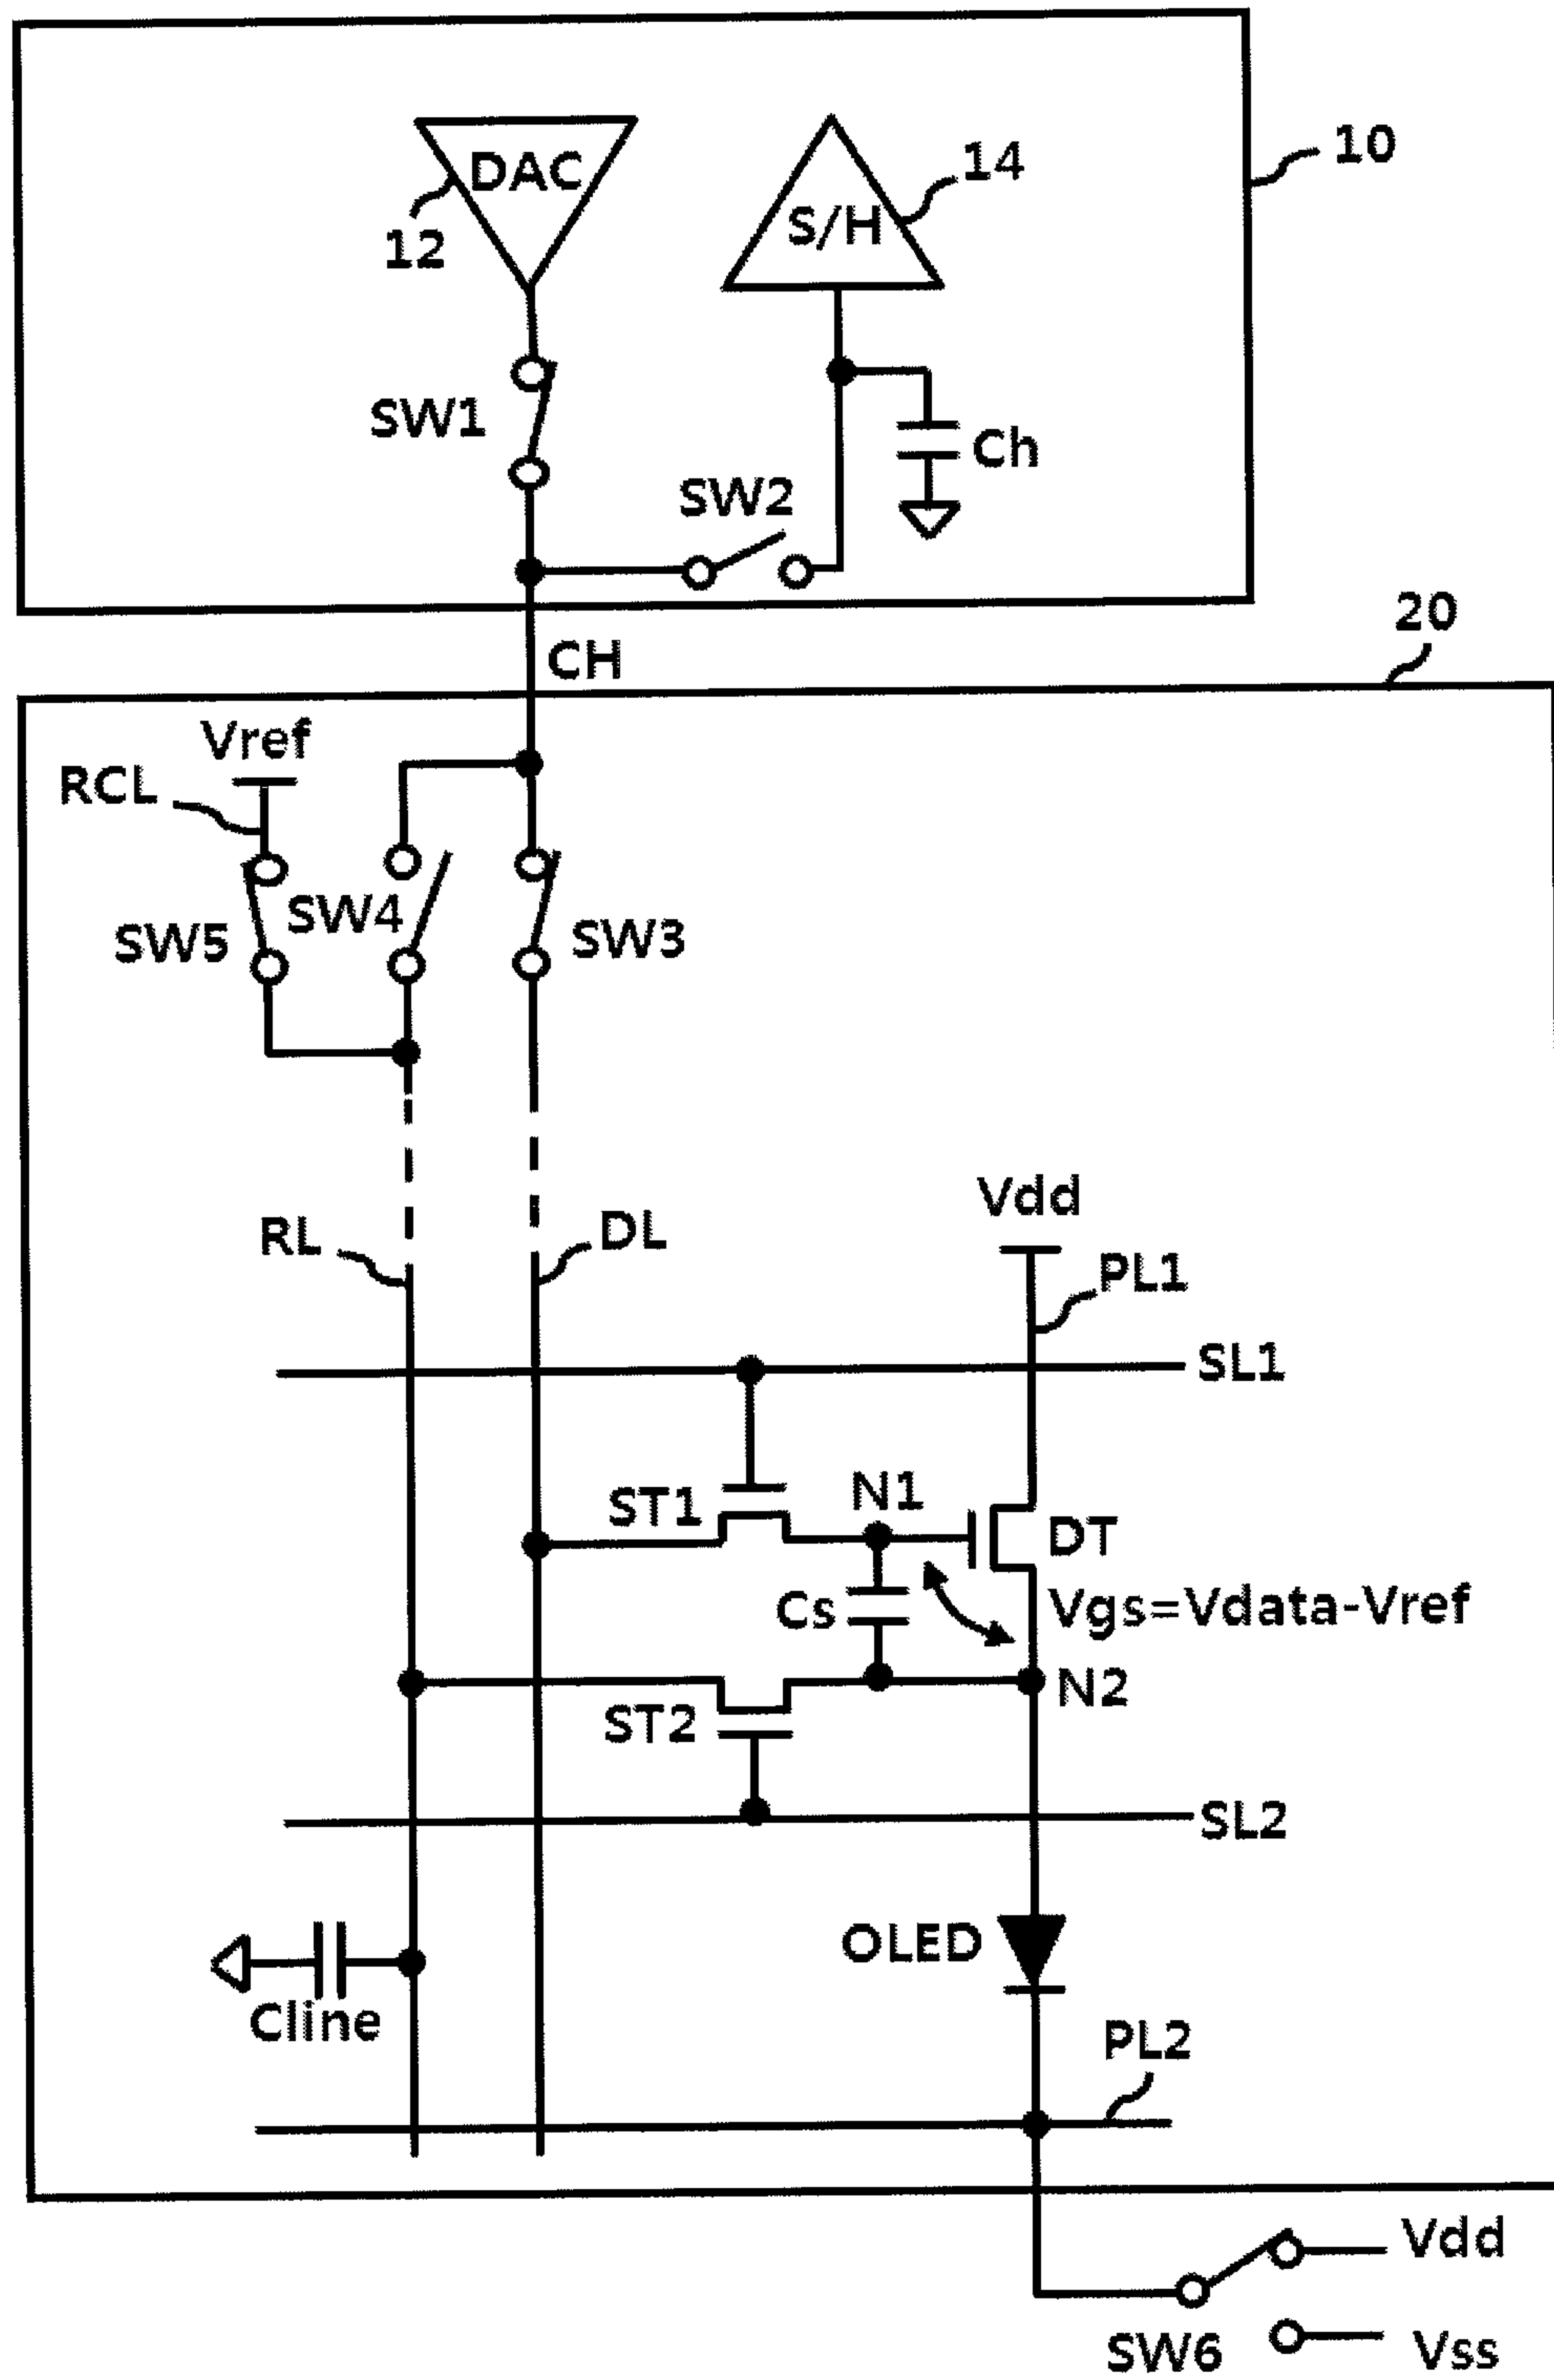 DAC
12
S/H
14
10
SW1
Ch
SW2
20
CH
Vref
RCL
SW5
SW4
SW3
RL
DL
Vdd
PL1
SL1
ST1
N1
DT
Cs
Vgs=Vdata-Vref
N2
ST2
SL2
OLED
Cline
PL2
Vdd
SW6
Vss